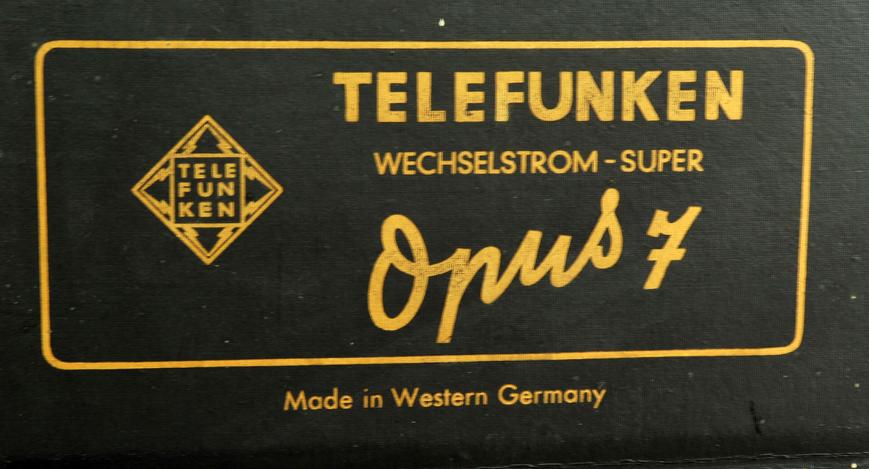 TELEFUNKEN
WECHSELSTROM-SUPER
TELE
FUN
KEN
Opus 7
Made in Western Germany